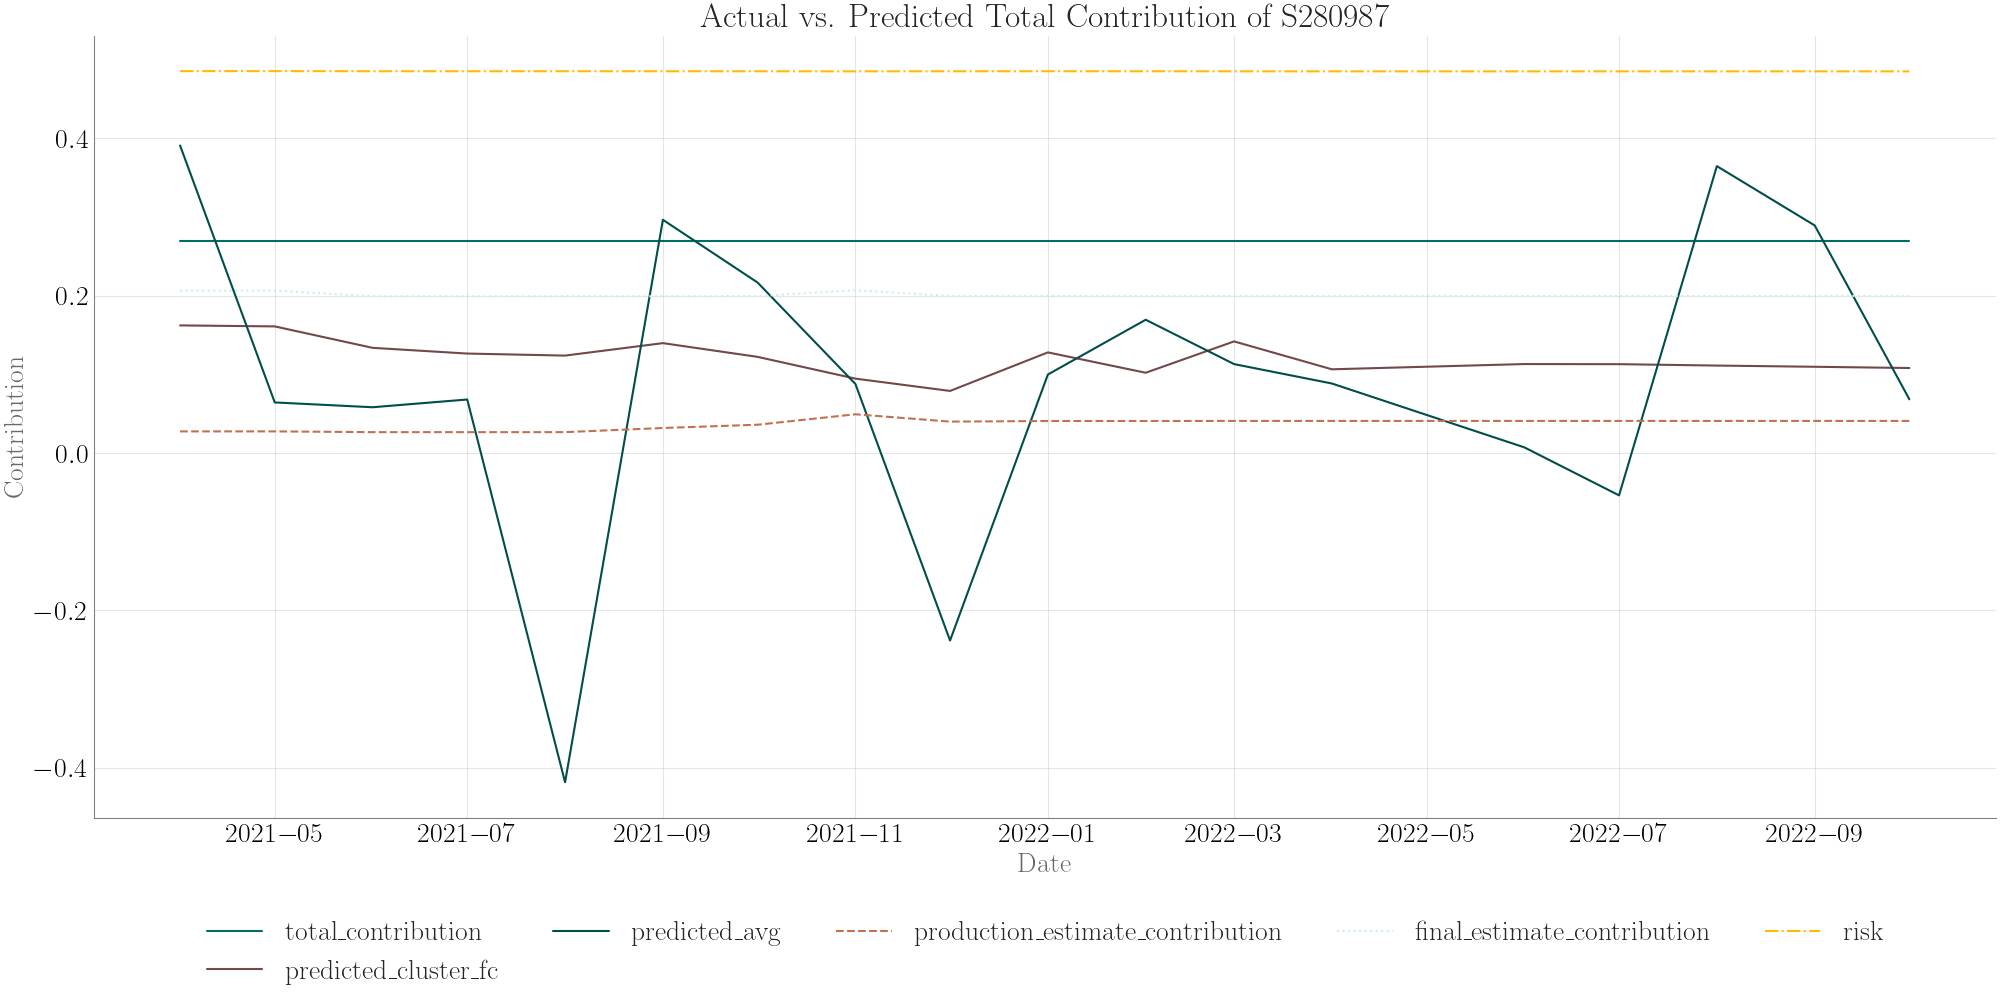 Actual vs. Predicted Total Contribution of S280987
Contribution
0.4
0.2
0.0
−0.2
−0.4
2021−05 2021−07 2021−09 2021−11 2022−01 2022−03 2022−05 2022−07 2022−09
Date
total_contribution predicted_avg production_estimate_contribution final_estimate_contribution risk
predicted_cluster_fc